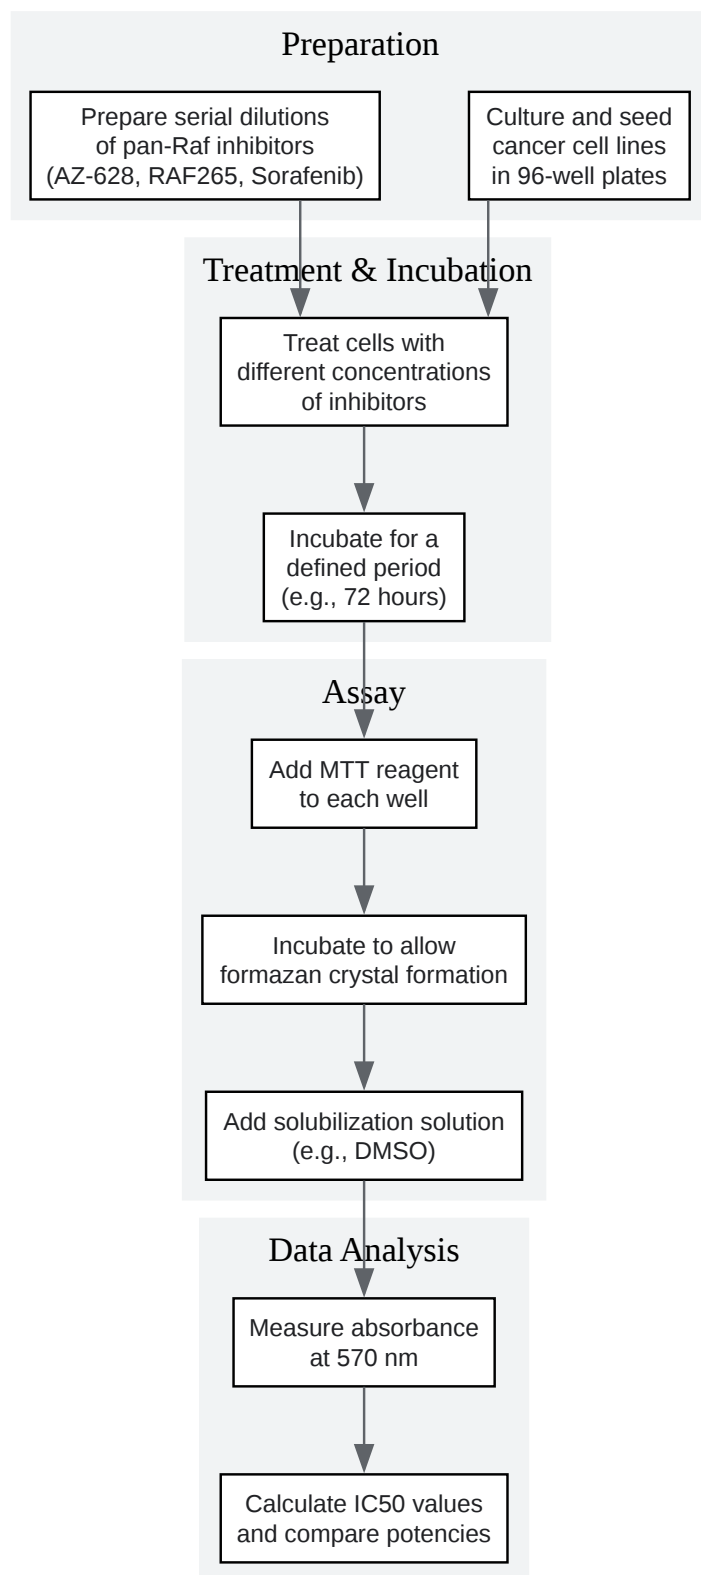 Preparation
Prepare serial dilutions
of pan-Raf inhibitors
(AZ-628, RAF265, Sorafenib)
Culture and seed
cancer cell lines
in 96-well plates
Treatment & Incubation
Treat cells with
different concentrations
of inhibitors
Incubate for a
defined period
(e.g., 72 hours)
Assay
Add MTT reagent
to each well
Incubate to allow
formazan crystal formation
Add solubilization solution
(e.g., DMSO)
Data Analysis
Measure absorbance
at 570 nm
Calculate IC50 values
and compare potencies